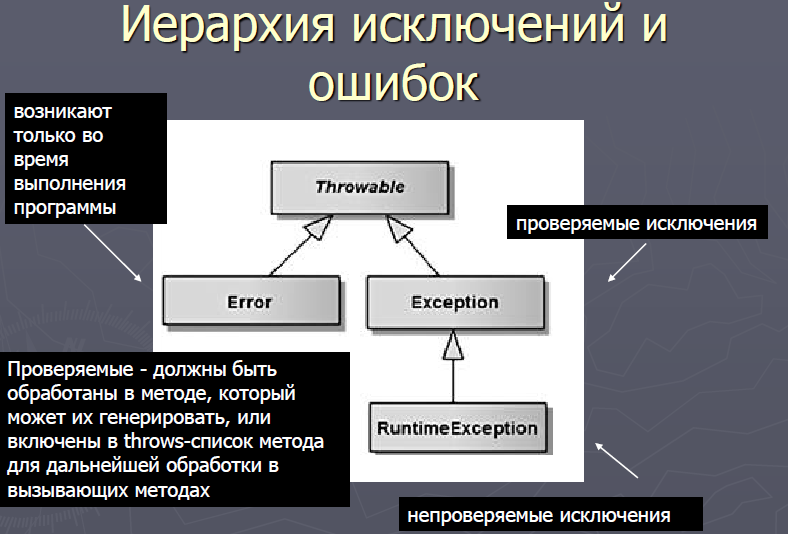 Иерархия исключений и
ошибок
возникают
только во
время
выполнения
программы
Throwable
проверяемые исключения
Error
Exception
Проверяемые - должны быть
обработаны в методе, который
может их генерировать, или
включены в throws-список метода
для дальнейшей обработки в
вызывающих методах
RuntimeException
непроверяемые исключения